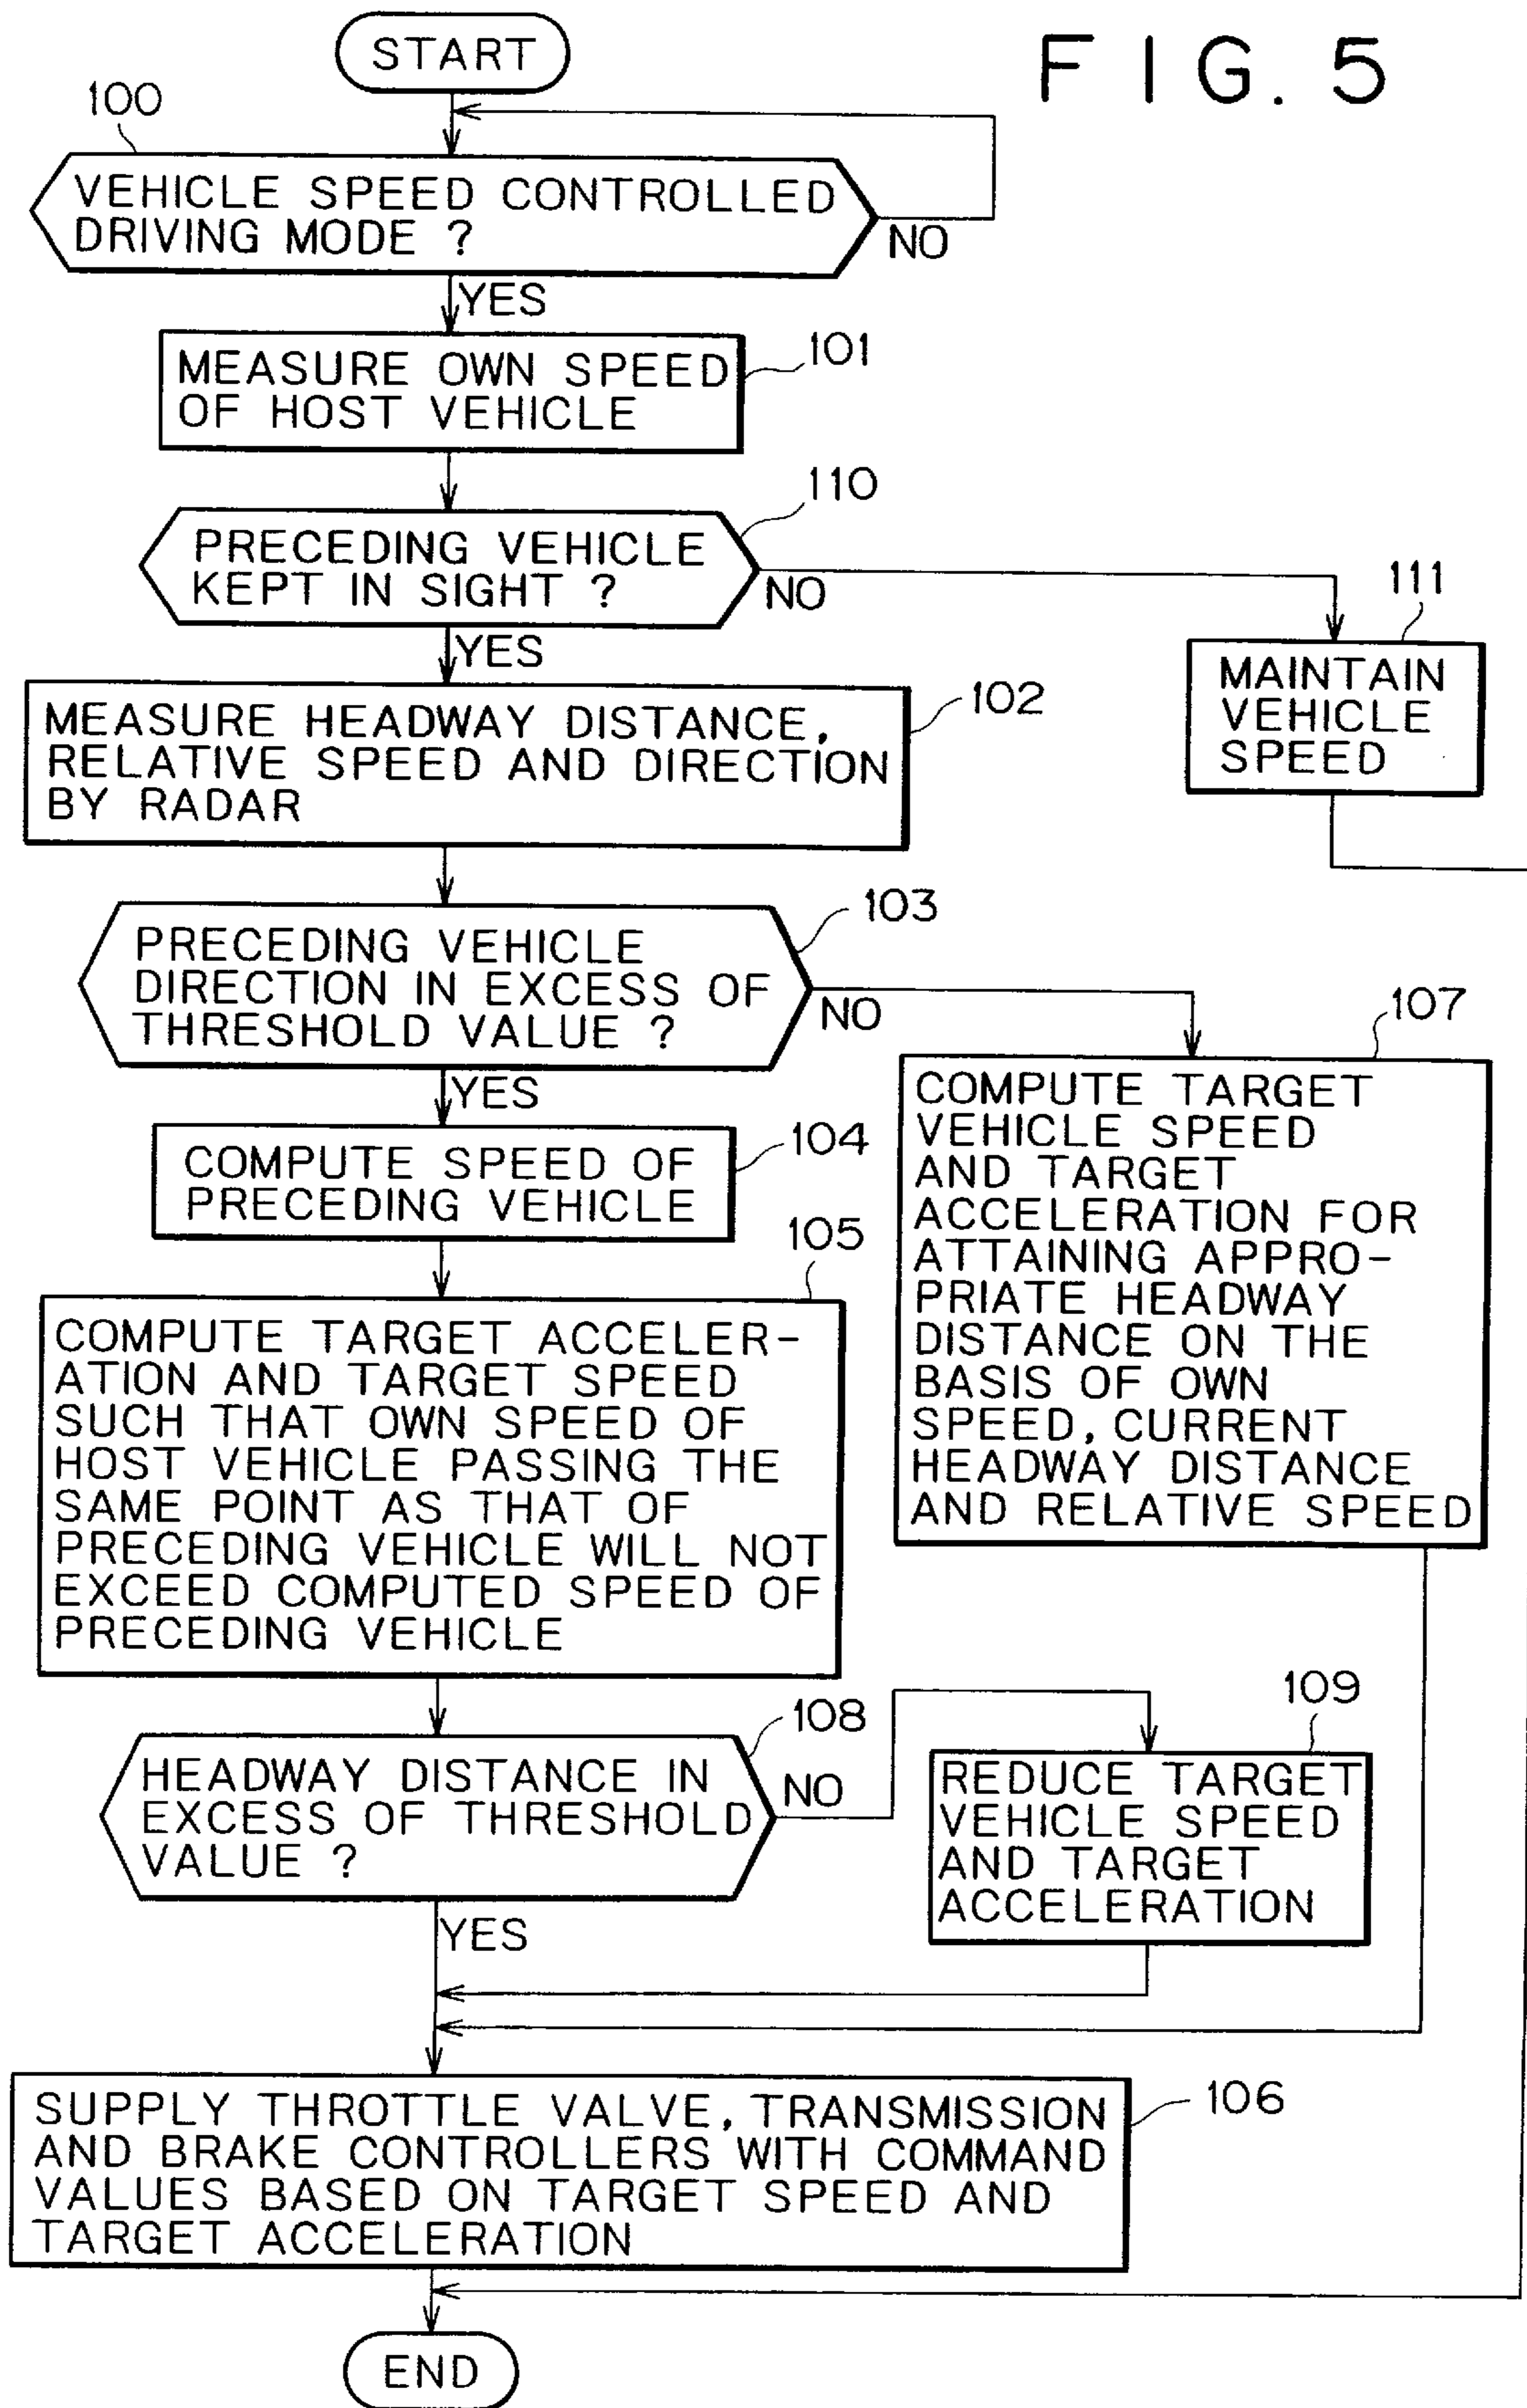 START
FIG. 5
100
VEHICLE SPEED CONTROLLED
DRIVING MODE ?
NO
YES
MEASURE OWN SPEED
OF HOST VEHICLE
101
110
PRECEDING VEHICLE
KEPT IN SIGHT ?
NO
YES
111
MAINTAIN
VEHICLE
SPEED
MEASURE HEADWAY DISTANCE,
RELATIVE SPEED AND DIRECTION
BY RADAR
102
103
PRECEDING VEHICLE
DIRECTION IN EXCESS OF
THRESHOLD VALUE ?
NO
YES
107
COMPUTE TARGET
VEHICLE SPEED
AND TARGET
ACCELERATION FOR
ATTAINING APPRO-
PRIATE HEADWAY
DISTANCE ON THE
BASIS OF OWN
SPEED, CURRENT
HEADWAY DISTANCE
AND RELATIVE SPEED
COMPUTE SPEED OF
PRECEDING VEHICLE
104
105
COMPUTE TARGET ACCELER-
ATION AND TARGET SPEED
SUCH THAT OWN SPEED OF
HOST VEHICLE PASSING THE
SAME POINT AS THAT OF
PRECEDING VEHICLE WILL NOT
EXCEED COMPUTED SPEED OF
PRECEDING VEHICLE
108
HEADWAY DISTANCE IN
EXCESS OF THRESHOLD
VALUE ?
NO
YES
109
REDUCE TARGET
VEHICLE SPEED
AND TARGET
ACCELERATION
SUPPLY THROTTLE VALVE, TRANSMISSION
AND BRAKE CONTROLLERS WITH COMMAND
VALUES BASED ON TARGET SPEED AND
TARGET ACCELERATION
106
END